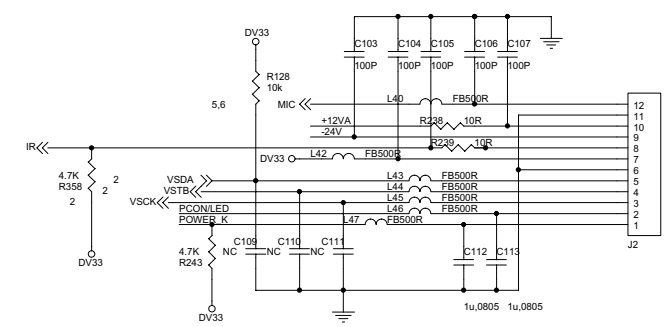 DV33
C103 C104 C105 C106 C107
100P 100P 100P 100P 100P
R128
10k
5,6
MIC
L40 FB500R
12
11
+12VA R238 10R 10
-24V 9
IR R239 10R 8
DV33 L42 FB500R 7
6
4.7K
R358
2
2
2
VSDA L43 FB500R 5
VSTB L44 FB500R 4
VSCK L45 FB500R 3
PCON/LED L46 FB500R 2
POWER_K L47 FB500R 1
J2
C109 C110 C111
NC NC NC
C112 C113
4.7K
R243
DV33
1u,0805 1u,0805
DV33